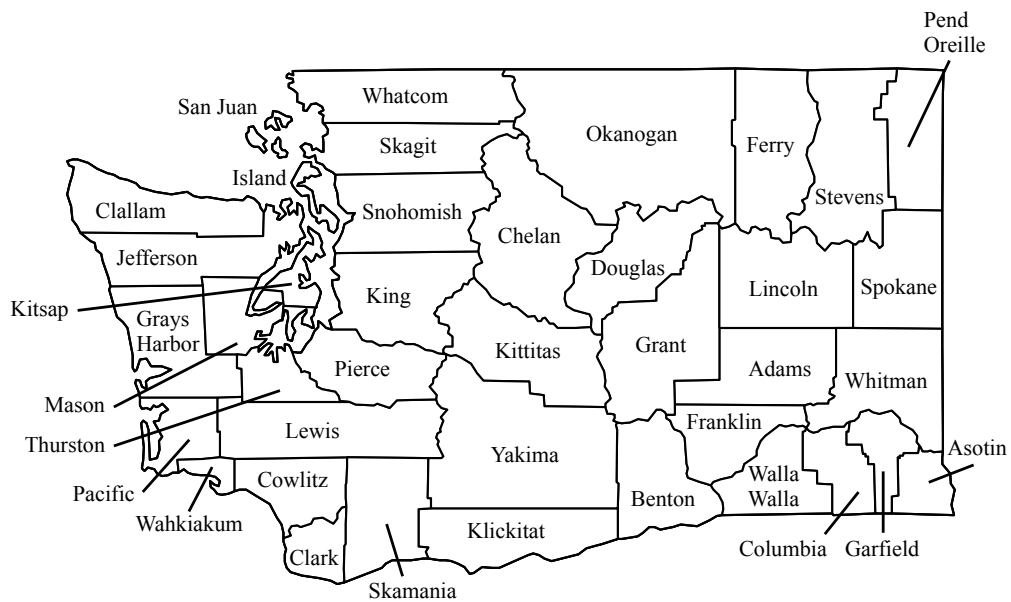 Pend
Oreille
Whatcom
San Juan
Okanogan
Skagit
Ferry
Island
Stevens
Clallam
Snohomish
Chelan
Jefferson
Douglas
Kitsap
King
Lincoln
Spokane
Grays
Harbor
Kittitas
Grant
Pierce
Adams
Whitman
Mason
Thurston
Lewis
Franklin
Asotin
Yakima
Cowlitz
Walla
Walla
Pacific
Benton
Wahkiakum
Klickitat
Columbia
Garfield
Clark
Skamania